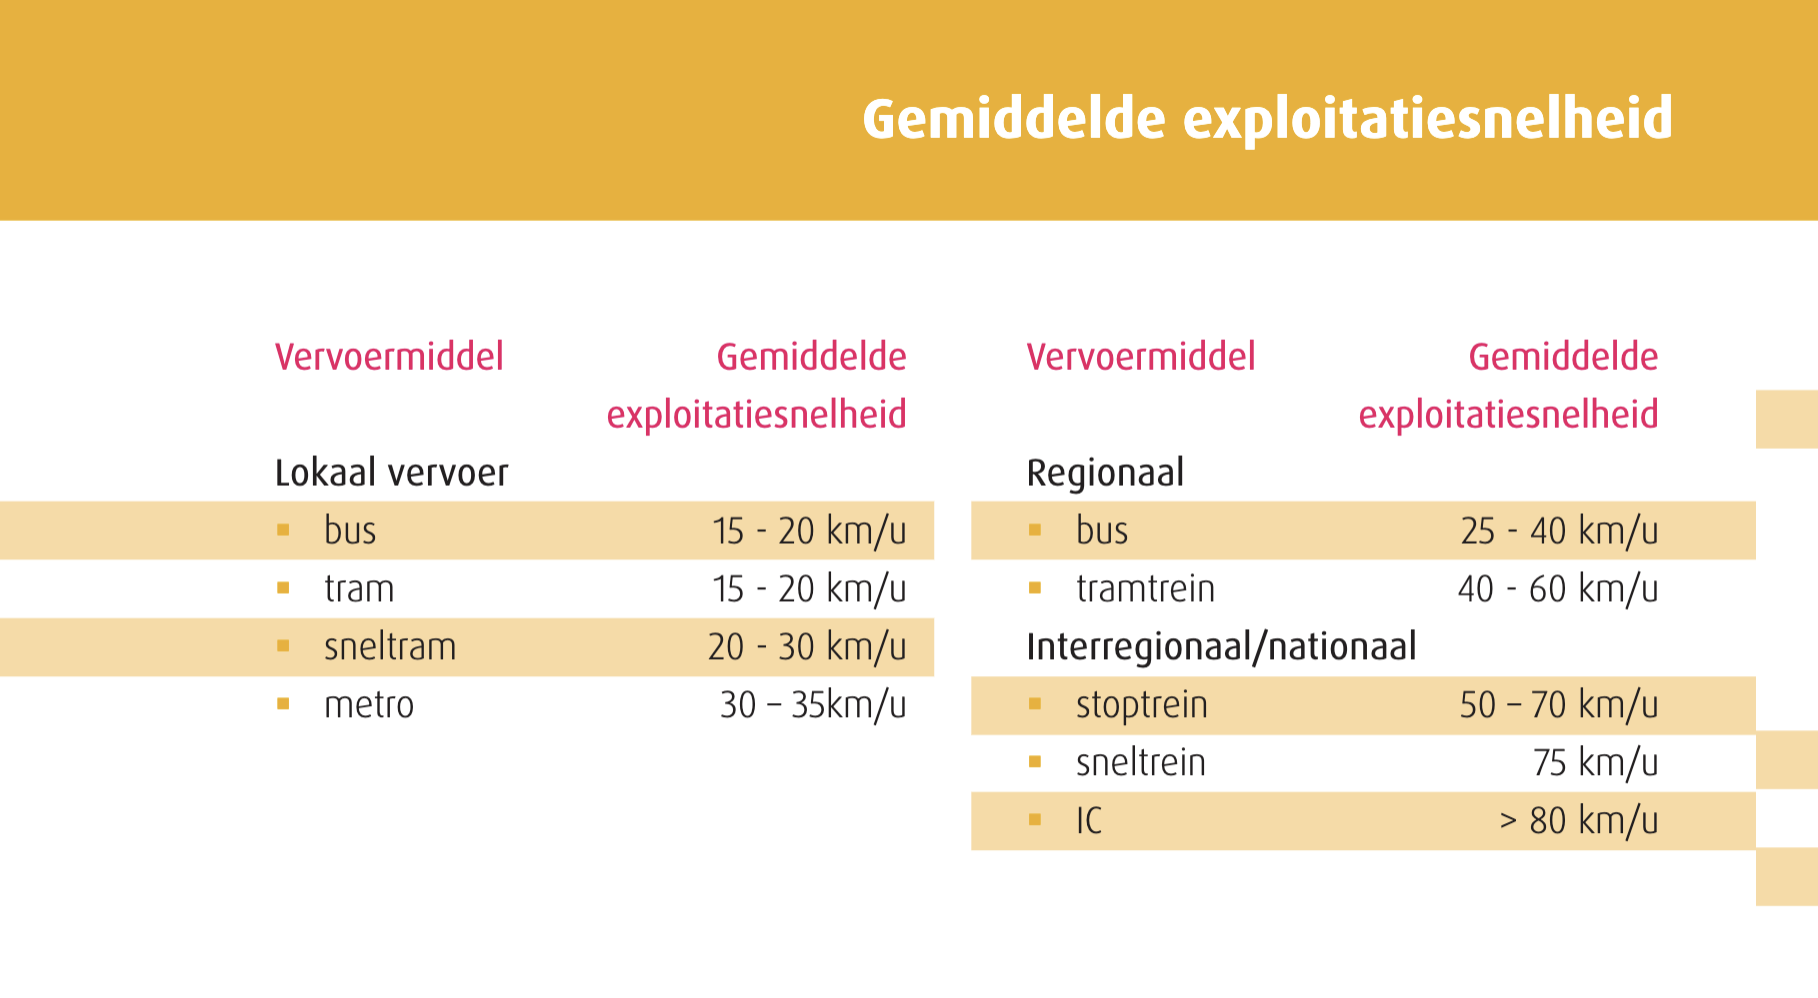 Gemiddelde exploitatiesnelheid
Vervoermiddel Gemiddelde
exploitatiesnelheid
Lokaal vervoer
▪ bus 15 - 20 km/u
▪ tram 15 - 20 km/u
▪ sneltram 20 - 30 km/u
▪ metro 30 – 35km/u
Vervoermiddel Gemiddelde
exploitatiesnelheid
Regionaal
▪ bus 25 - 40 km/u
▪ tramtrein 40 - 60 km/u
Interregionaal/nationaal
▪ stoptrein 50 – 70 km/u
▪ sneltrein 75 km/u
▪ IC > 80 km/u